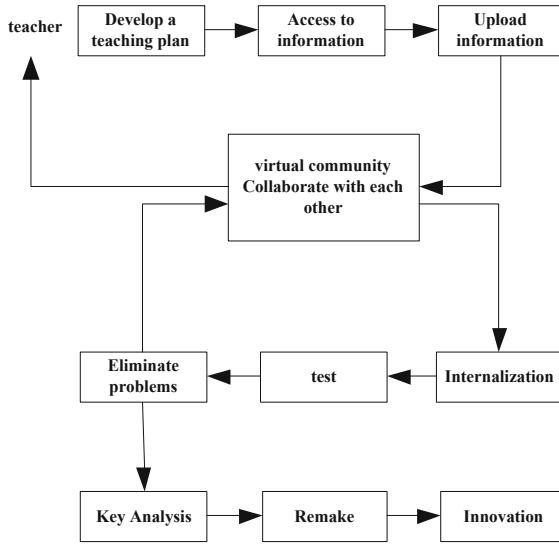 teacher
Develop a
teaching plan
Access to
information
Upload
information
virtual community
Collaborate with each
other
Eliminate
problems
test
Internalization
Key Analysis
Remake
Innovation